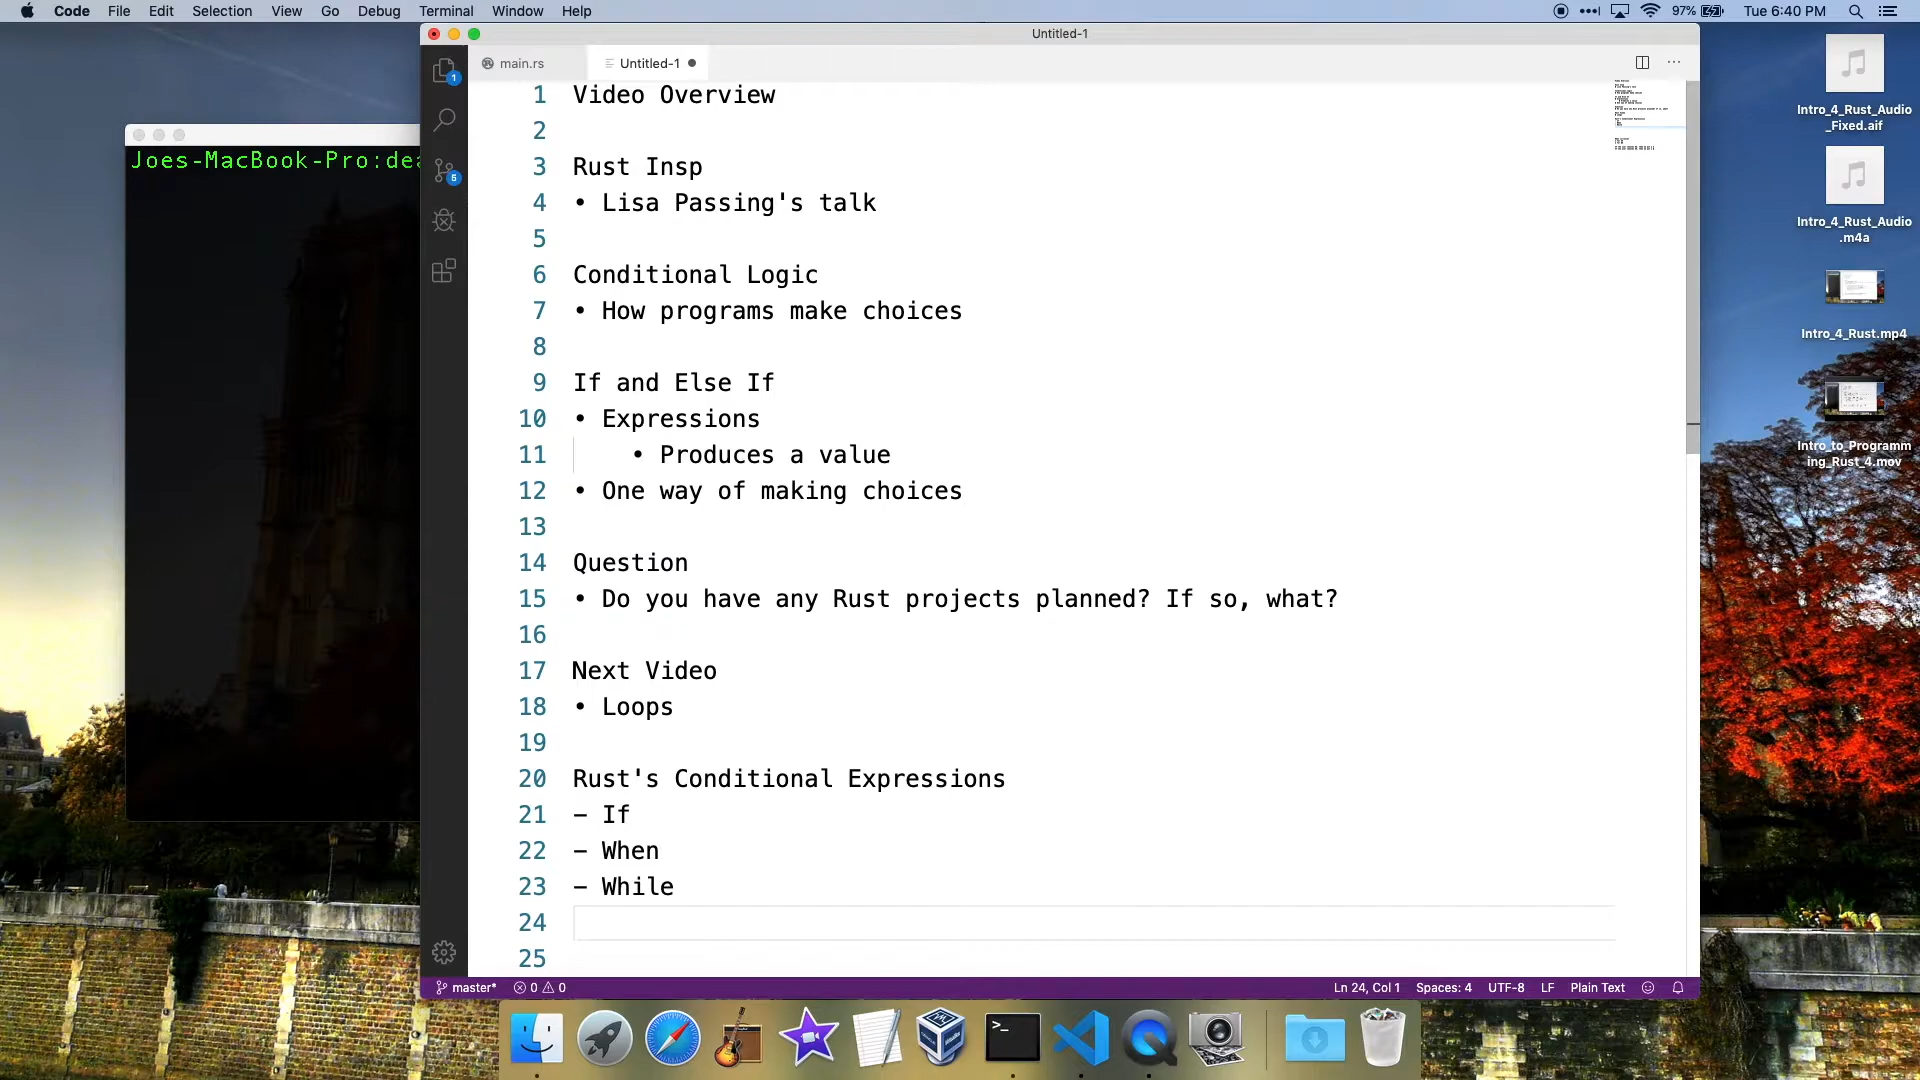 Code File Edit Selection View Go Debug Terminal Window Help
97% Tue 6:40 PM
Untitled-1
main.rs
Untitled-1
1 Video Overview
2
3 Rust Insp
4 • Lisa Passing's talk
5
6 Conditional Logic
7 • How programs make choices
8
9 If and Else If
10 • Expressions
11 • Produces a value
12 • One way of making choices
13
14 Question
15 • Do you have any Rust projects planned? If so, what?
16
17 Next Video
18 • Loops
19
20 Rust's Conditional Expressions
21 – If
22 – When
23 – While
24
25
1
5
master* 0 0
Ln 24, Col 1 Spaces: 4 UTF-8 LF Plain Text
Joes-MacBook-Pro:dea
Intro_4_Rust_Audio
_Fixed.aif
Intro_4_Rust_Audio
.m4a
Intro_4_Rust.mp4
Intro_to_Programm
ing_Rust_4.mov
>_